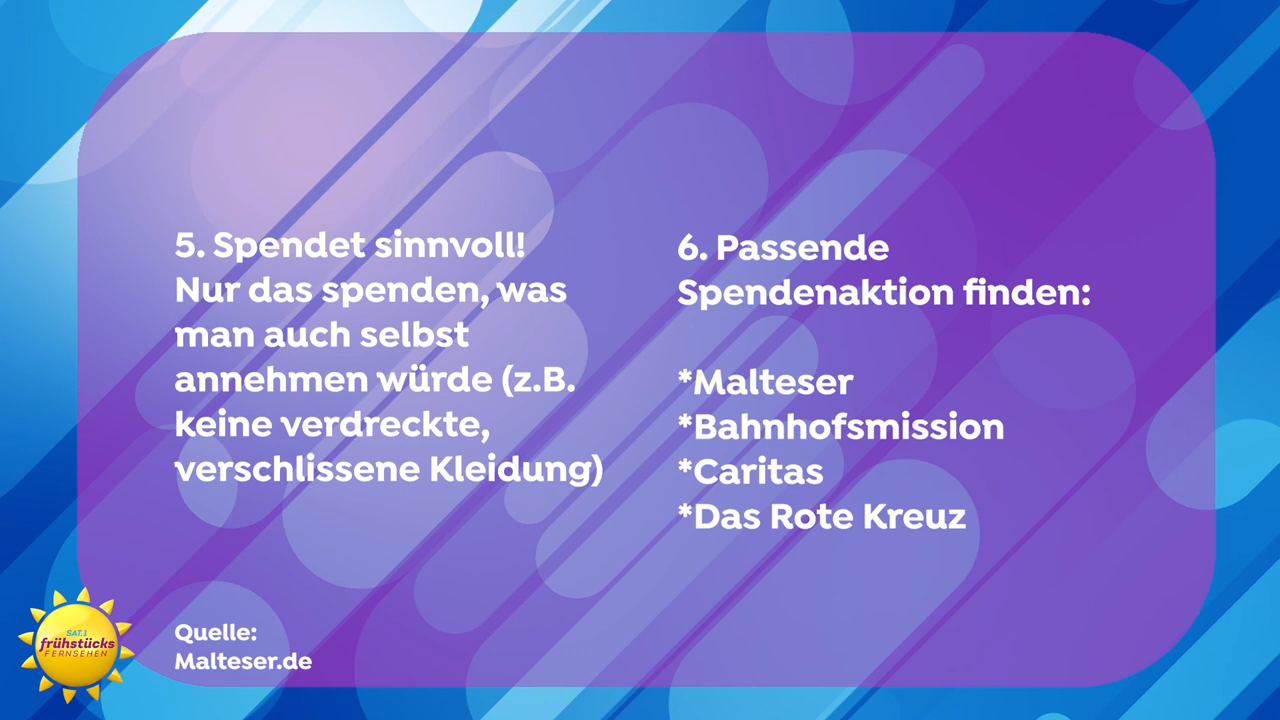 5. Spendet sinnvoll!
Nur das spenden, was
man auch selbst
annehmen würde (z.B.
keine verdreckte,
verschlissene Kleidung)
6. Passende
Spendenaktion finden:
*Malteser
*Bahnhofsmission
*Caritas
*Das Rote Kreuz
Quelle:
Malteser.de
SAT.1
frühstücks
FERNSEHEN